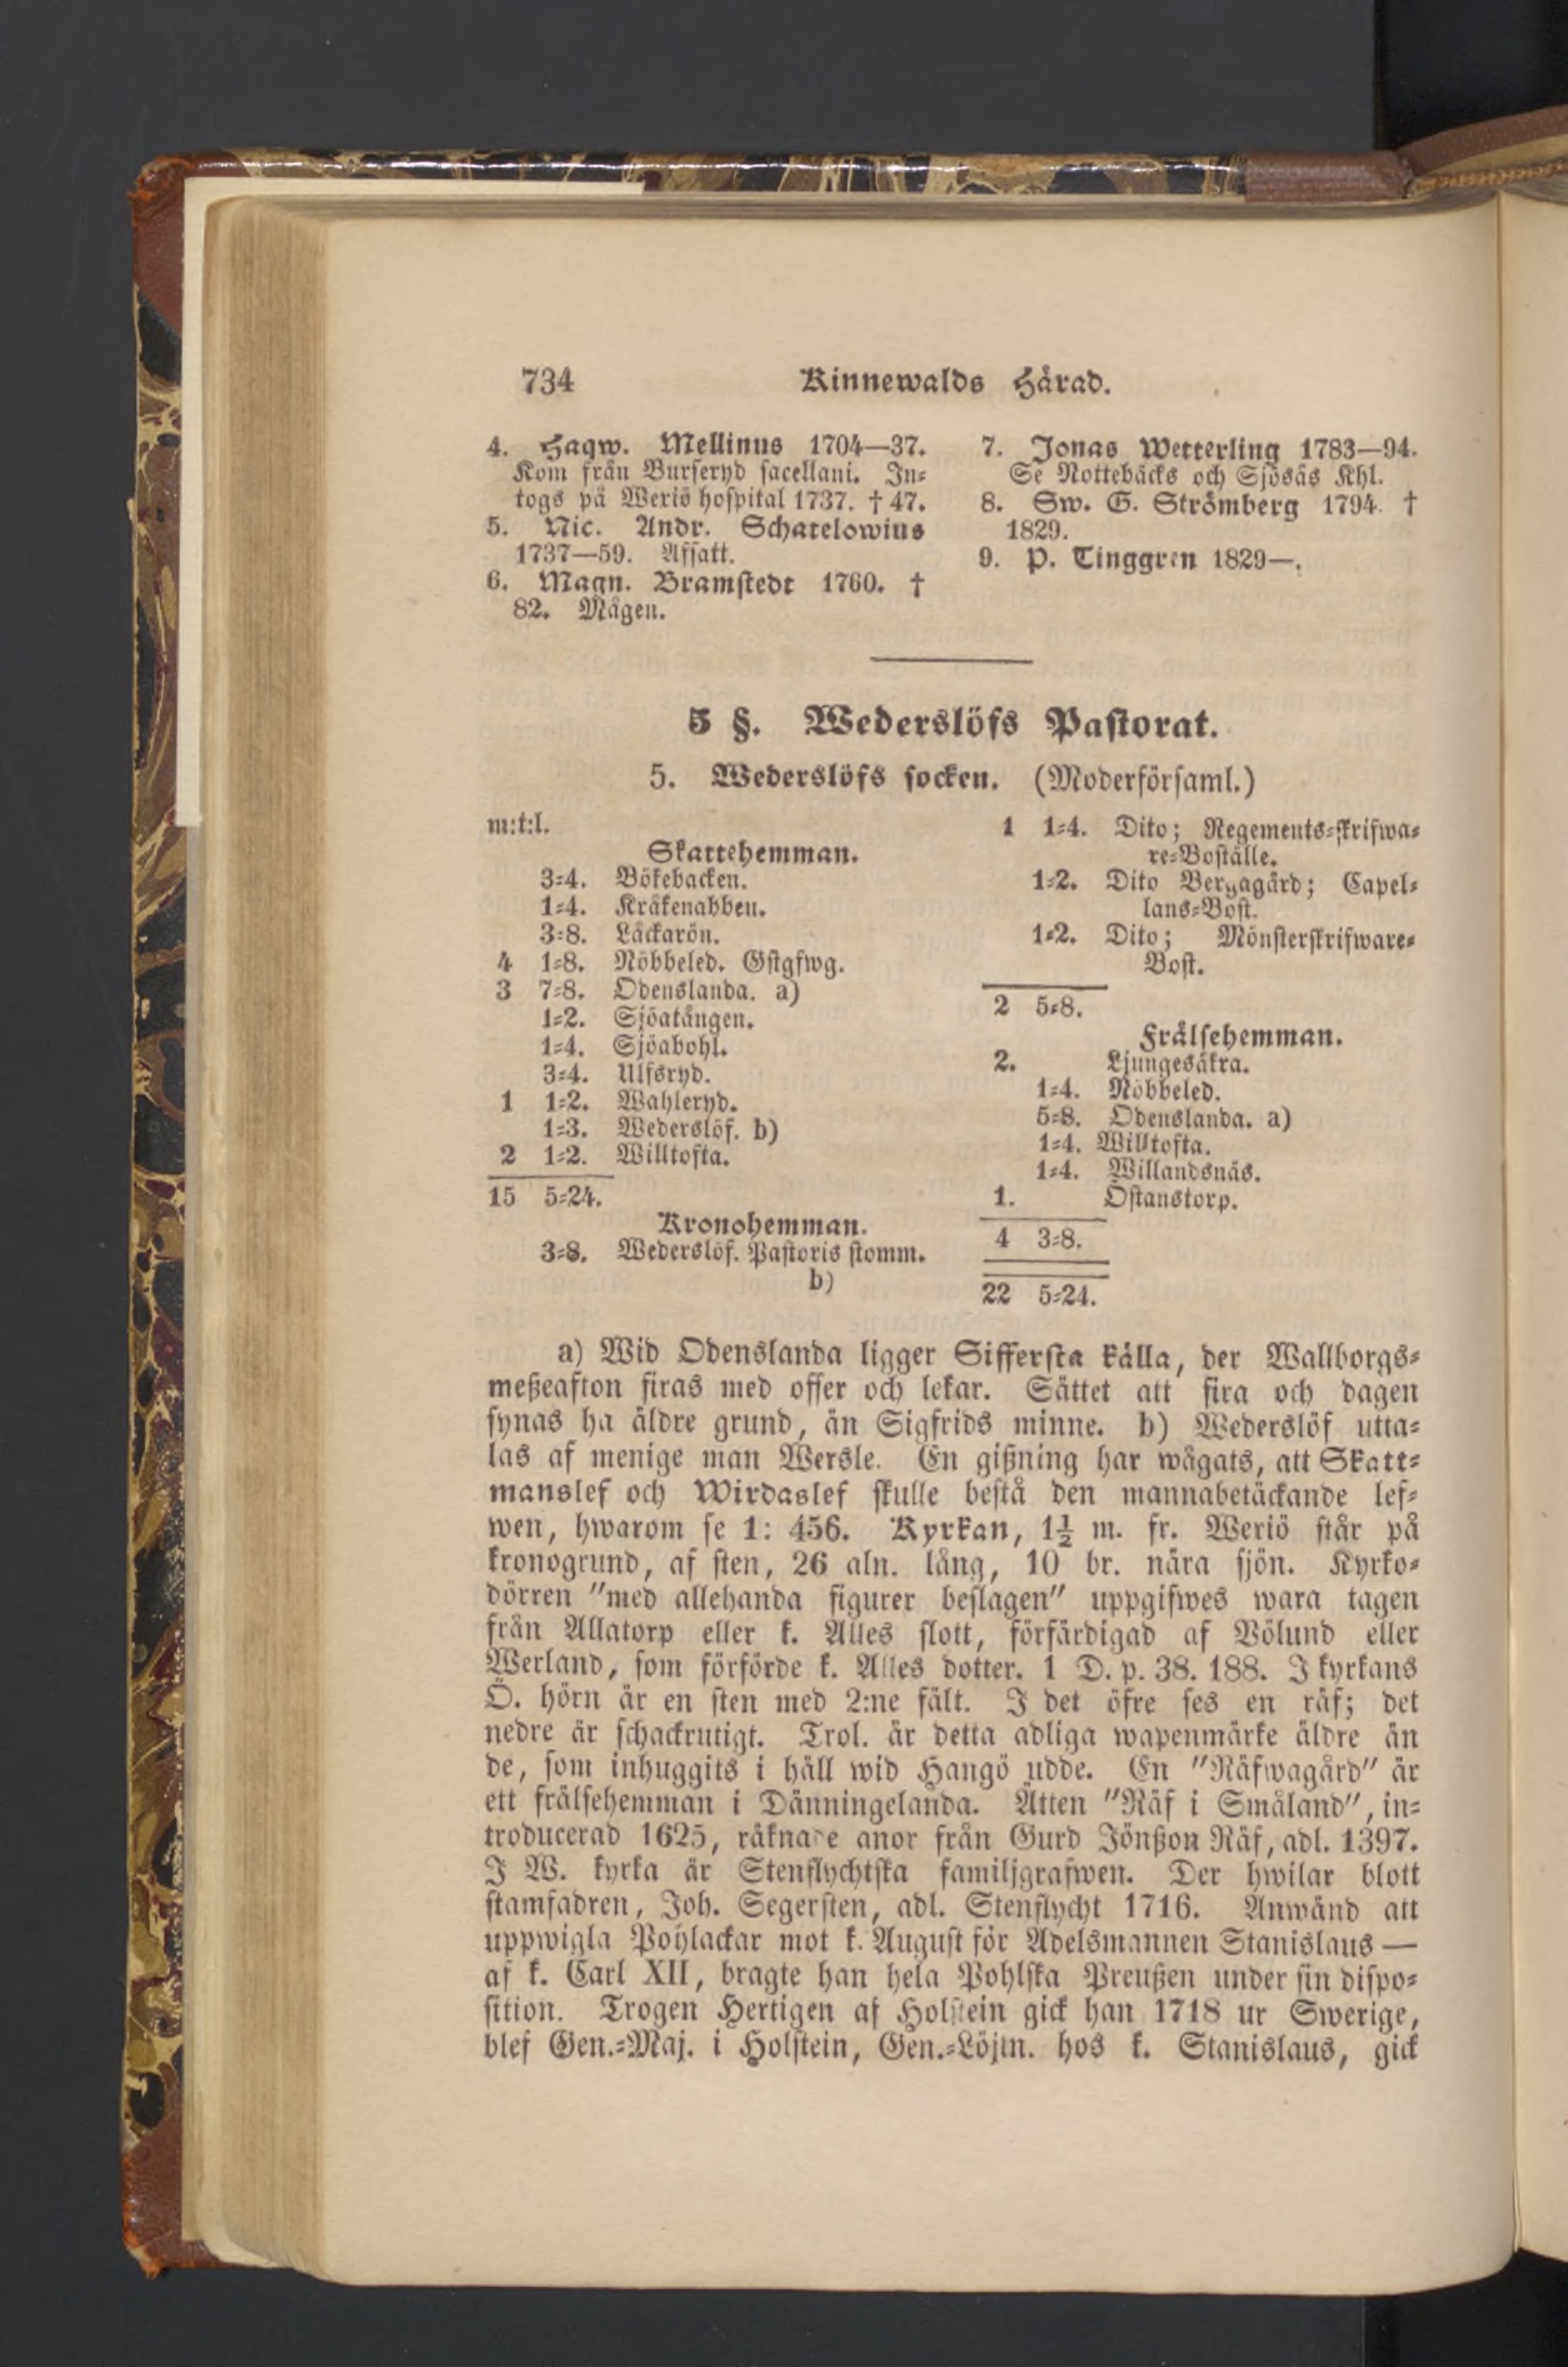 734 Kinnewalds Härad.
4. Haqw. Mellinus 1704—37.
Kom från Burseryd sacellani. In-
togs på Wexiö hospital 1737. † 47.
5. Nic. Andr. Schatelowius
1737—59. Afsatt.
6. Magn. Bramstedt 1760. †
82. Mågen.
7. Jonas Wetterling 1783—94.
Se Nottebäcks och Sjösås Khl.
8. Sw. G. Strömberg 1794. †
1829.
9. P. Tinggren 1829—.
5 §. Wederslöfs Pastorat.
5. Wederslöfs socken. (Moderförsaml.)
m:t:l.
Skattehemman.
3-4. Bökebacken.
1-4. Kråkenabben.
3-8. Läckarön.
4 1-8. Nöbbeled. Gstgfwg.
3 7-8. Odenslanda. a)
1-2. Sjöatången.
1-4. Sjöabohl.
3-4. Ulfsryd.
1 1-2. Wahleryd.
1-3. Wederslöf. b)
2 1-2. Willtofta.
15 5-24.
Kronohemman.
3-8. Wederslöf. Pastoris stomm.
b)
1 1-4. Dito; Regements-skrifwa-
re-Boställe.
1-2. Dito Bergagård; Capel-
lans-Bost.
1-2. Dito; Mönsterskrifware-
Bost.
2 5-8.
Frälsehemman.
2. Ljungesåkra.
1-4. Nöbbeled.
5-8. Odenslanda. a)
1-4. Willtofta.
1-4. Willandsnäs.
1. Östanstorp.
4 3-8.
22 5-24.
a) Wid Odenslanda ligger Siffersta källa, der Wallborgs-
meßeafton firas med offer och lekar. Sättet att fira och dagen
synas ha äldre grund, än Sigfrids minne. b) Wederslöf utta-
las af menige man Wersle. En gißning har wågats, att Skatt-
manslef och Wirdaslef skulle bestå den mannabetäckande lef-
wen, hwarom se 1: 456. Kyrkan, 1½ m. fr. Wexiö står på
kronogrund, af sten, 26 aln. lång, 10 br. nära sjön. Kyrko-
dörren "med allehanda figurer beslagen" uppgifwes wara tagen
från Allatorp eller k. Alles slott, förfärdigad af Völund eller
Werland, som förförde k. Alles dotter. 1 D. p. 38. 188. I kyrkans
Ö. hörn är en sten med 2:ne fält. I det öfre ses en räf; det
nedre är schackrutigt. Trol. är detta adliga wapenmärke äldre än
de, som inhuggits i häll wid Hangö udde. En "Räfwagård" är
ett frälsehemman i Dänningelanda. Ätten "Räf i Småland", in-
troducerad 1625, räknade anor från Gurd Jönßon Räf, adl. 1397.
I W. kyrka är Stenflychtska familjgrafwen. Der hwilar blott
stamfadren, Joh. Segersten, adl. Stenflycht 1716. Anwänd att
uppwigla Pohlackar mot k. August för Adelsmannen Stanislaus —
af k. Carl XII, bragte han hela Pohlska Preußen under sin dispo-
sition. Trogen Hertigen af Holstein gick han 1718 ur Swerige,
blef Gen.-Maj. i Holstein, Gen.-Löjtn. hos k. Stanislaus, gick